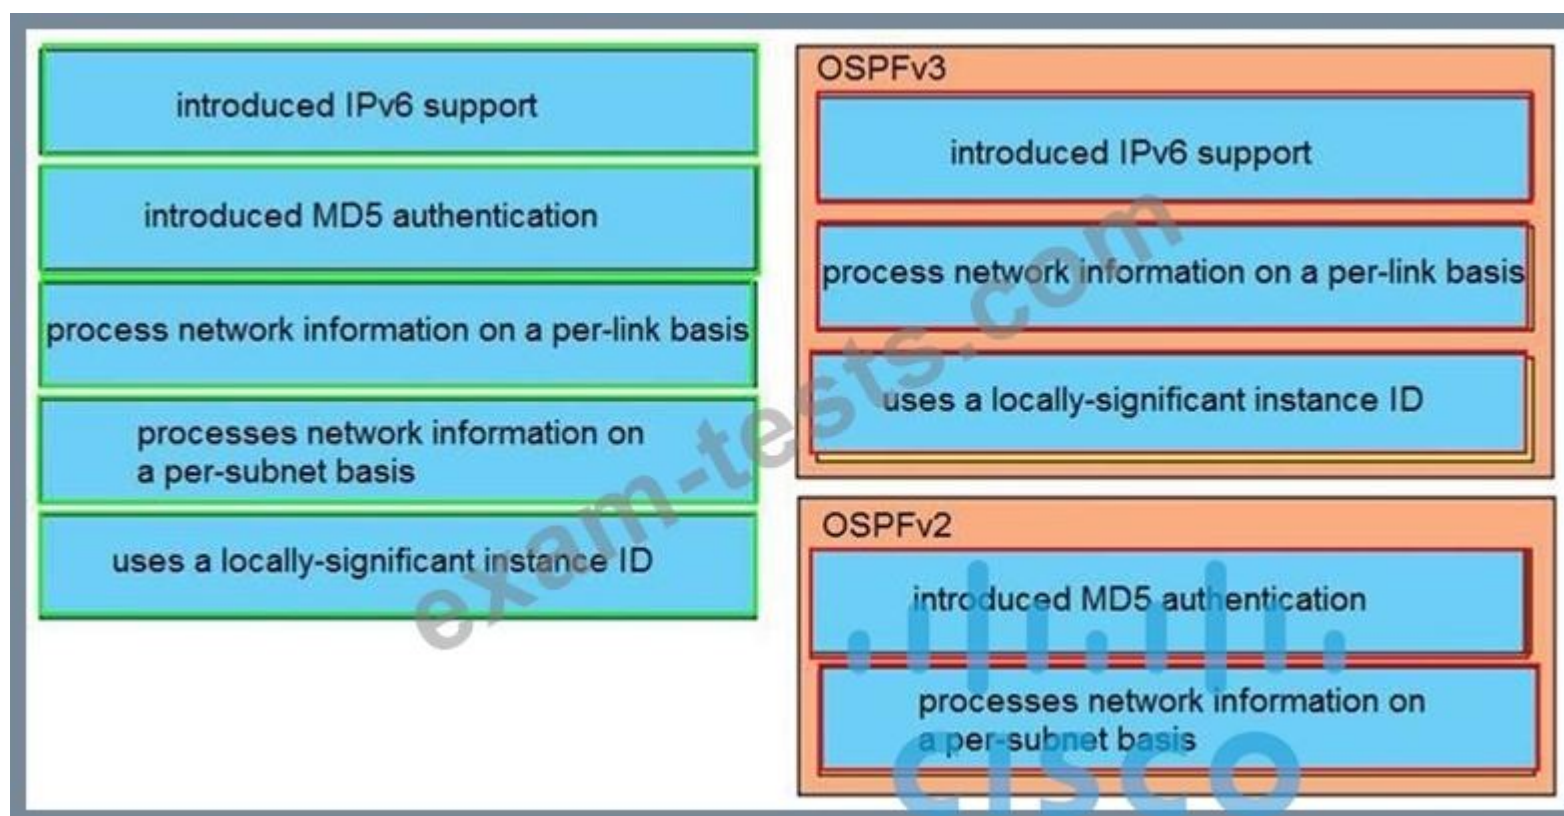 introduced IPv6 support
introduced MD5 authentication
process network information on a per-link basis
processes network information on
a per-subnet basis
uses a locally-significant instance ID
OSPFv3
introduced IPv6 support
process network information on a per-link basis
uses a locally-significant instance ID
OSPFv2
introduced MD5 authentication
processes network information on
a per-subnet basis
exam-tests.com
CISCO